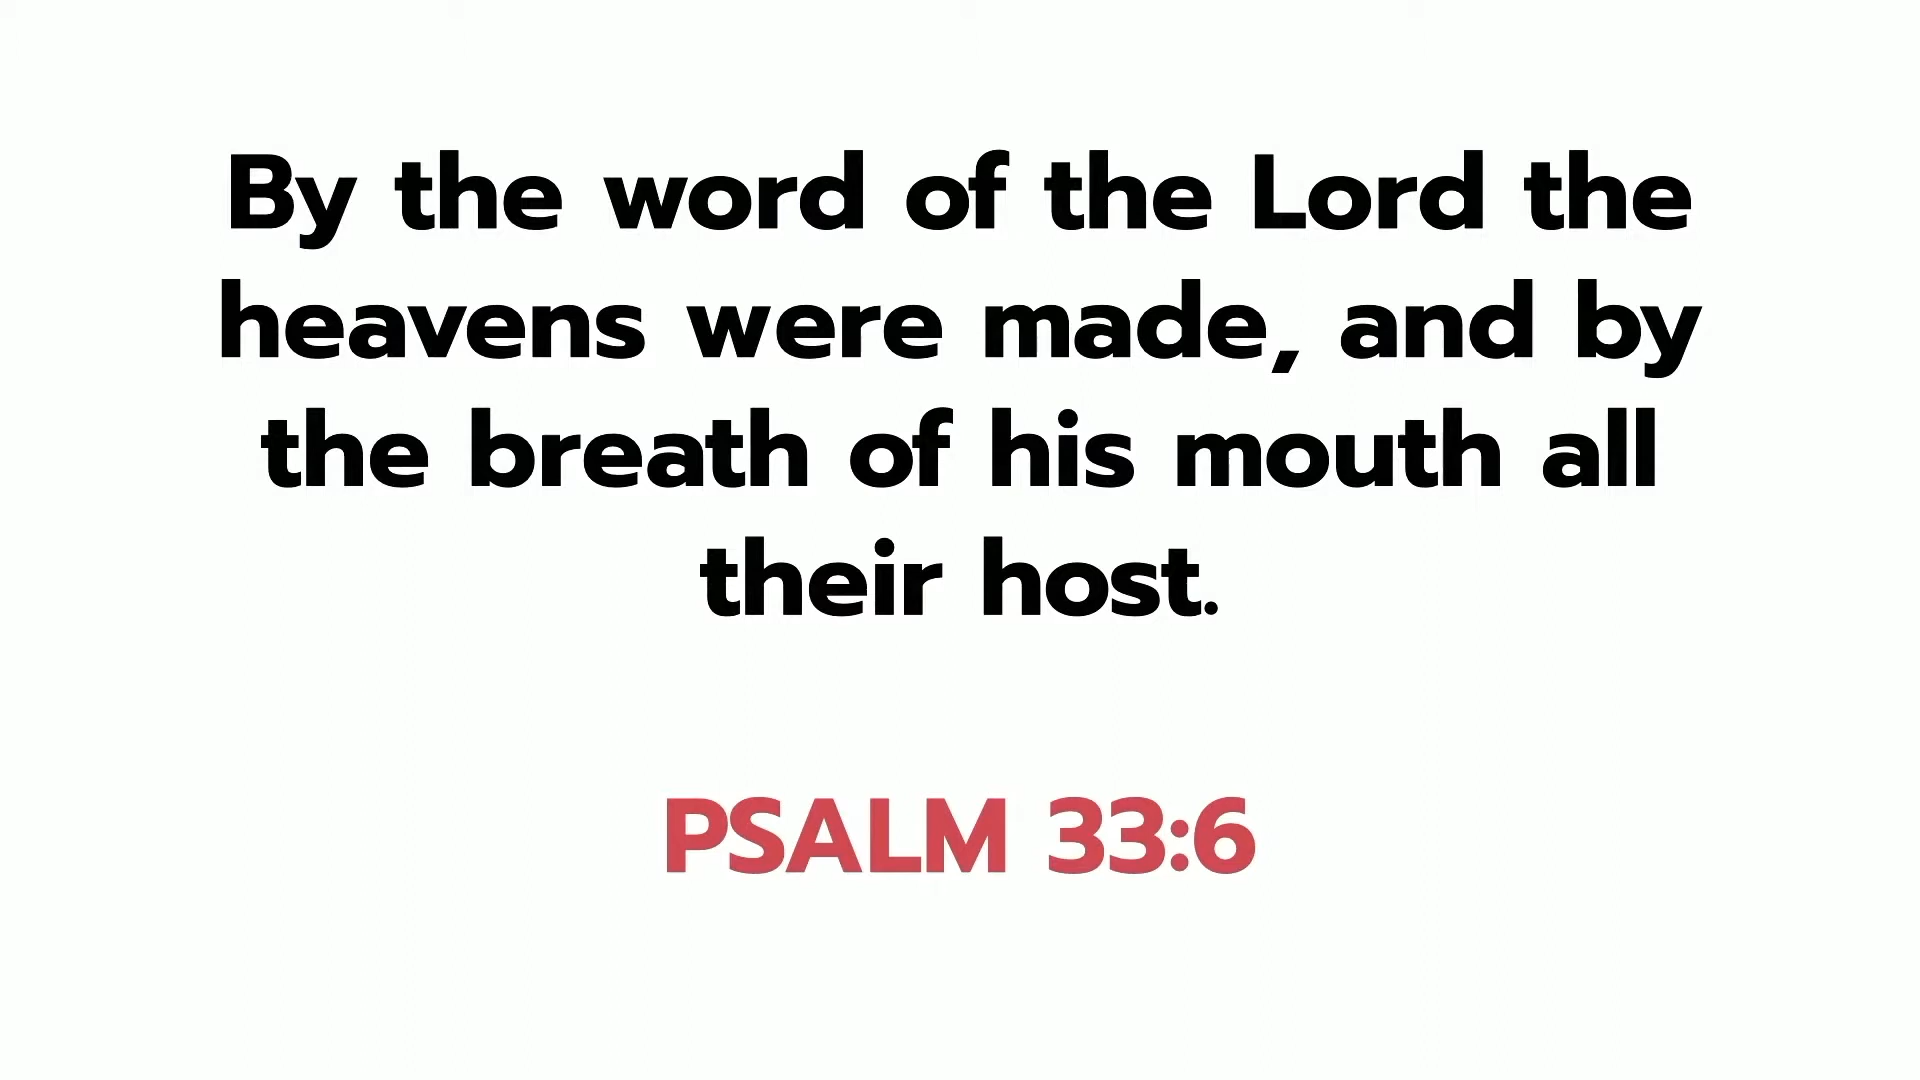 By the word of the Lord the
heavens were made, and by
the breath of his mouth all
their host.
PSALM 33:6